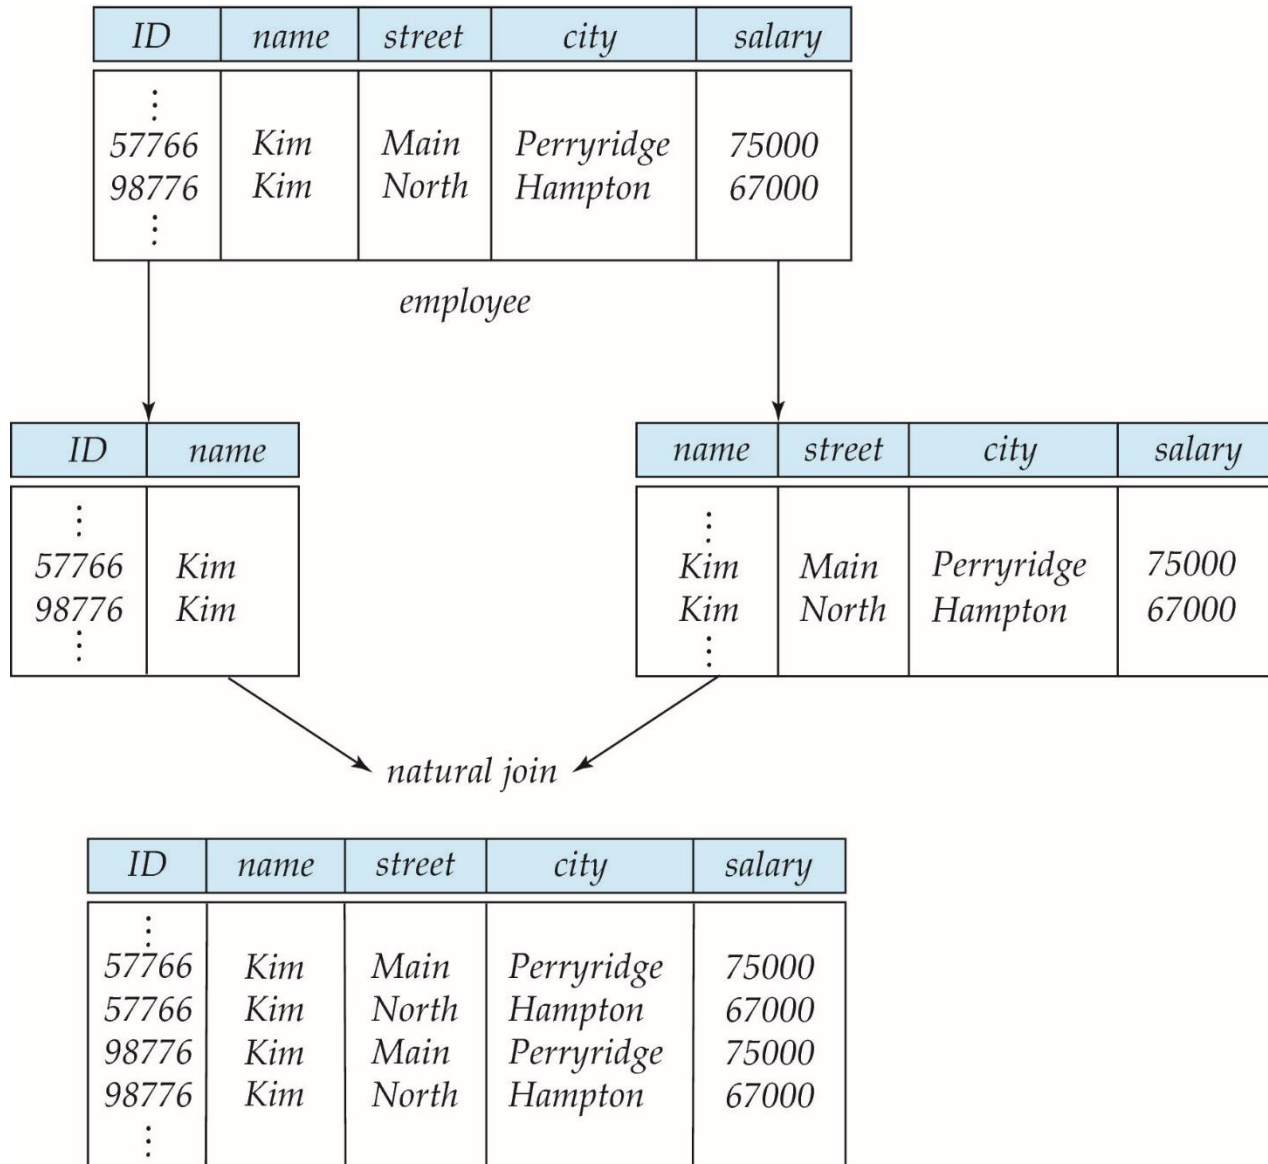 ID name street city salary
⋮
57766 Kim Main Perryridge 75000
98776 Kim North Hampton 67000
⋮
employee
ID name
⋮
57766 Kim
98776 Kim
⋮
name street city salary
⋮
Kim Main Perryridge 75000
Kim North Hampton 67000
⋮
natural join
ID name street city salary
⋮
57766 Kim Main Perryridge 75000
57766 Kim North Hampton 67000
98776 Kim Main Perryridge 75000
98776 Kim North Hampton 67000
⋮